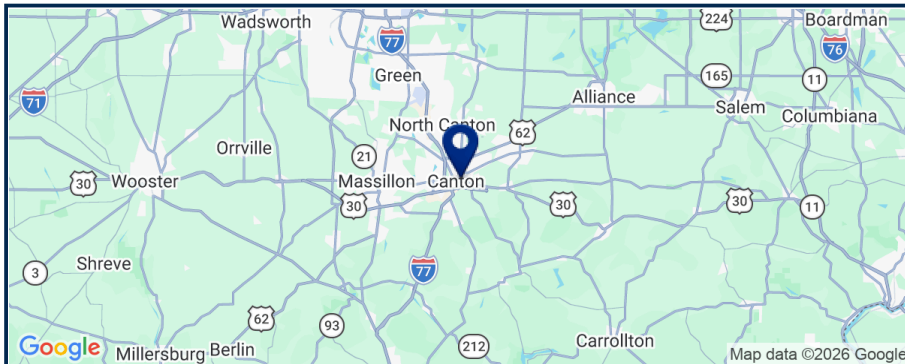 Wadsworth
77
224
Boardman
76
Green
165
11
71
Alliance
Salem
Columbiana
North Canton
62
Orrville
21
30
Wooster
Massillon
Canton
30
30
30
11
Shreve
3
77
62
93
212
Carrollton
Google
Millersburg
Berlin
Map data ©2026 Google